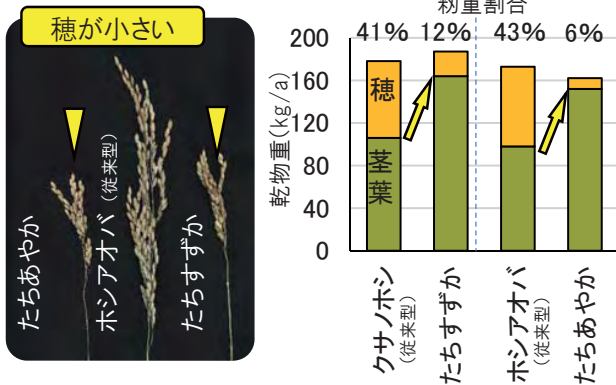 穂が小さい
たちあやか
ホシアオバ (従来型)
たちすずか
籾重割合
41% 12% 43% 6%
乾物重(kg/a)
200
160
120
80
40
0
穂
茎葉
クサノホシ
(従来型)
たちすずか
ホシアオバ
(従来型)
たちあやか